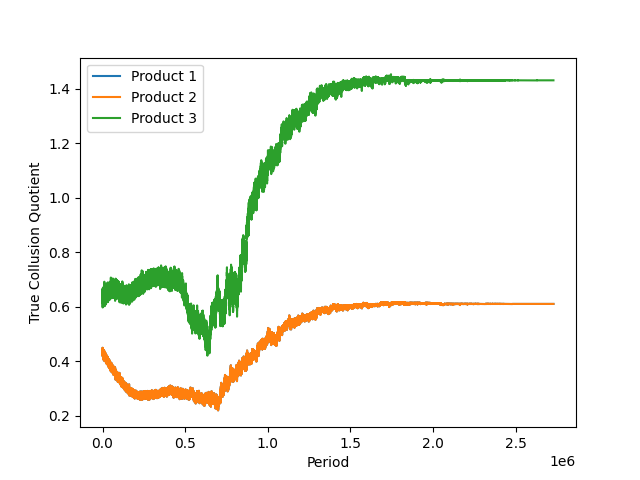 Product 1
Product 2
Product 3
True Collusion Quotient
1.4
1.2
1.0
0.8
0.6
0.4
0.2
0.0 0.5 1.0 1.5 2.0 2.5
1e6
Period